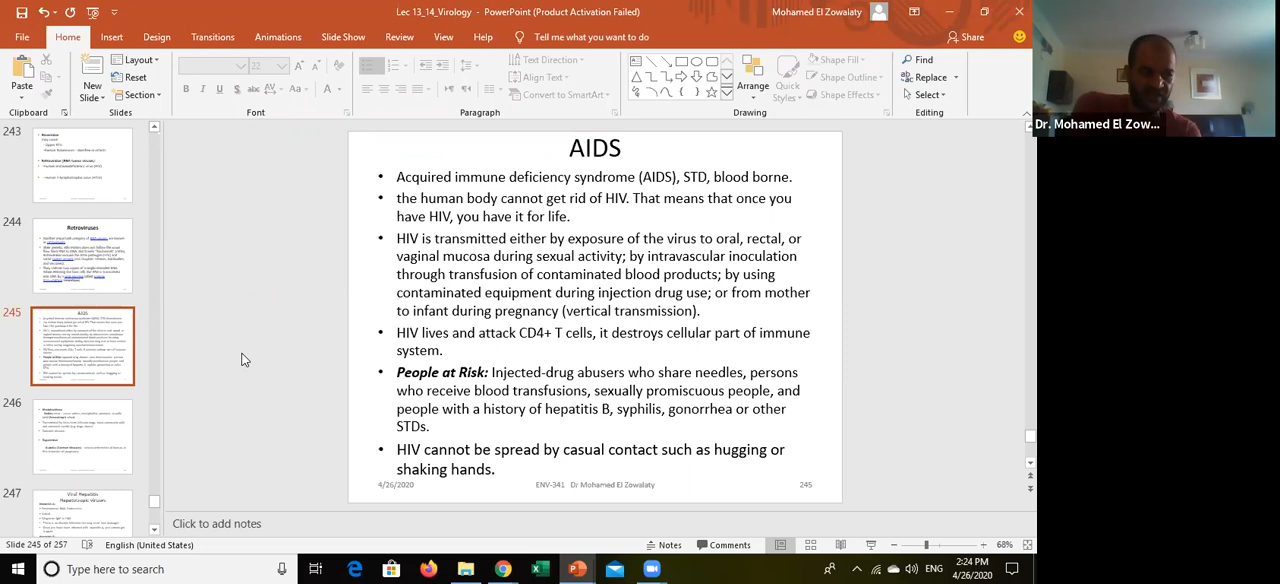 Lec 13_14_Virology - PowerPoint (Product Activation Failed)
Mohamed El Zowalaty
File Home Insert Design Transitions Animations Slide Show Review View Help Tell me what you want to do Share
Paste
New
Slide
Layout
Reset
Section
22
Text Direction
Align Text
Convert to SmartArt
Arrange
Quick
Styles
Shape Fill
Shape Outline
Shape Effects
Find
Replace
Select
Clipboard Slides Font Paragraph Drawing Editing
Dr. Mohamed El Zow...
243
244
Retroviruses
245
AIDS
246
247
Viral Hepatitis
AIDS
• Acquired immune deficiency syndrome (AIDS), STD, blood borne.
• the human body cannot get rid of HIV. That means that once you
have HIV, you have it for life.
• HIV is transmitted either by exposure of the virus to oral, rectal, or
vaginal mucosa during sexual activity; by intravascular inoculation
through transfusion of contaminated blood products; by using
contaminated equipment during injection drug use; or from mother
to infant during pregnancy (vertical transmission).
• HIV lives and attack CD4+ T cells, it destroys cellular part of immune
system.
• People at Risk: Injected-drug abusers who share needles, persons
who receive blood transfusions, sexually promiscuous people, and
people with a history of hepatitis B, syphilis, gonorrhea or other
STDs.
• HIV cannot be spread by casual contact such as hugging or
shaking hands.
4/26/2020 ENV-341 Dr Mohamed El Zowalaty 245
Click to add notes
Slide 245 of 257 English (United States) Notes Comments 68%
Type here to search
ENG
2:24 PM
4/26/2020